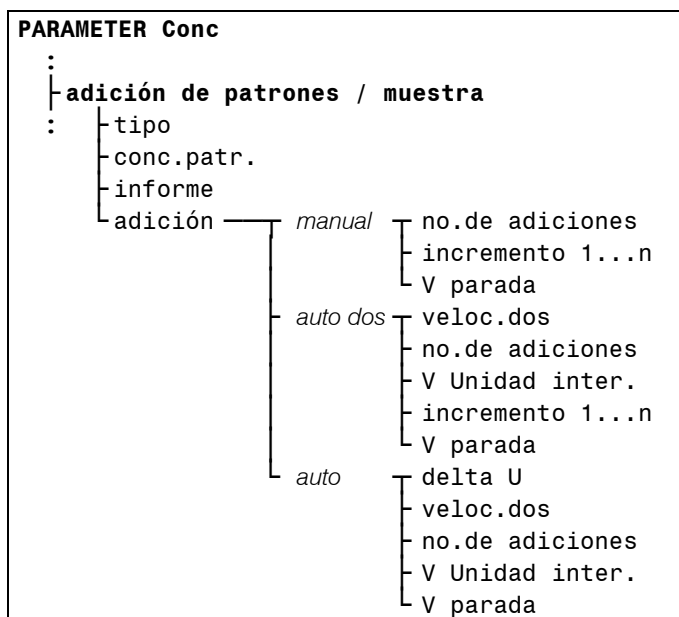 PARAMETER Conc
:
adición de patrones / muestra
: tipo
conc.patr.
informe
adición manual no.de adiciones
incremento 1...n
V parada
auto dos veloc.dos
no.de adiciones
V Unidad inter.
incremento 1...n
V parada
auto delta U
veloc.dos
no.de adiciones
V Unidad inter.
V parada